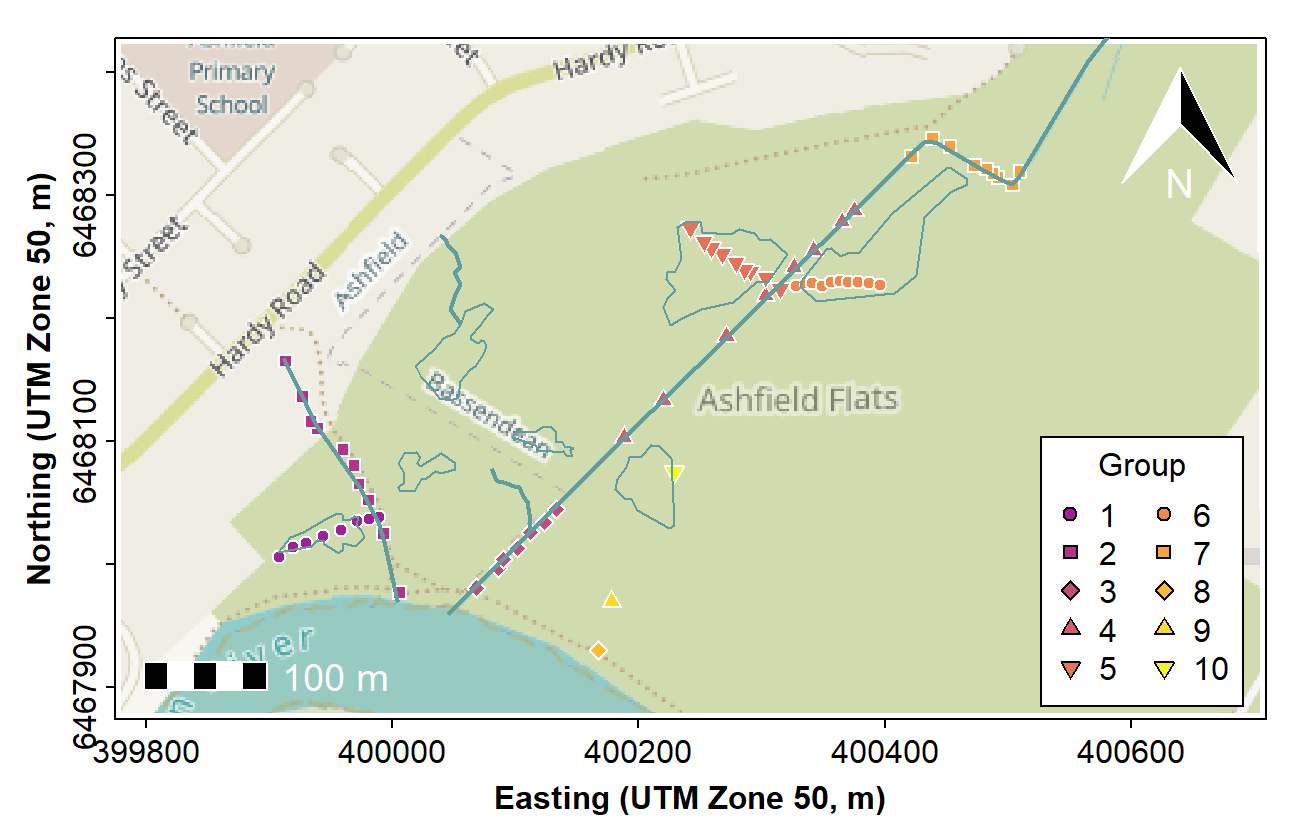 Primary
School
Hardy
Street
Street
Hardy Road
Ashfield
Bassendean
Ashfield Flats
N
100 m
Group
1 6
2 7
3 8
4 9
5 10
6468300
6468100
6467900
Northing (UTM Zone 50, m)
399800 400000 400200 400400 400600
Easting (UTM Zone 50, m)